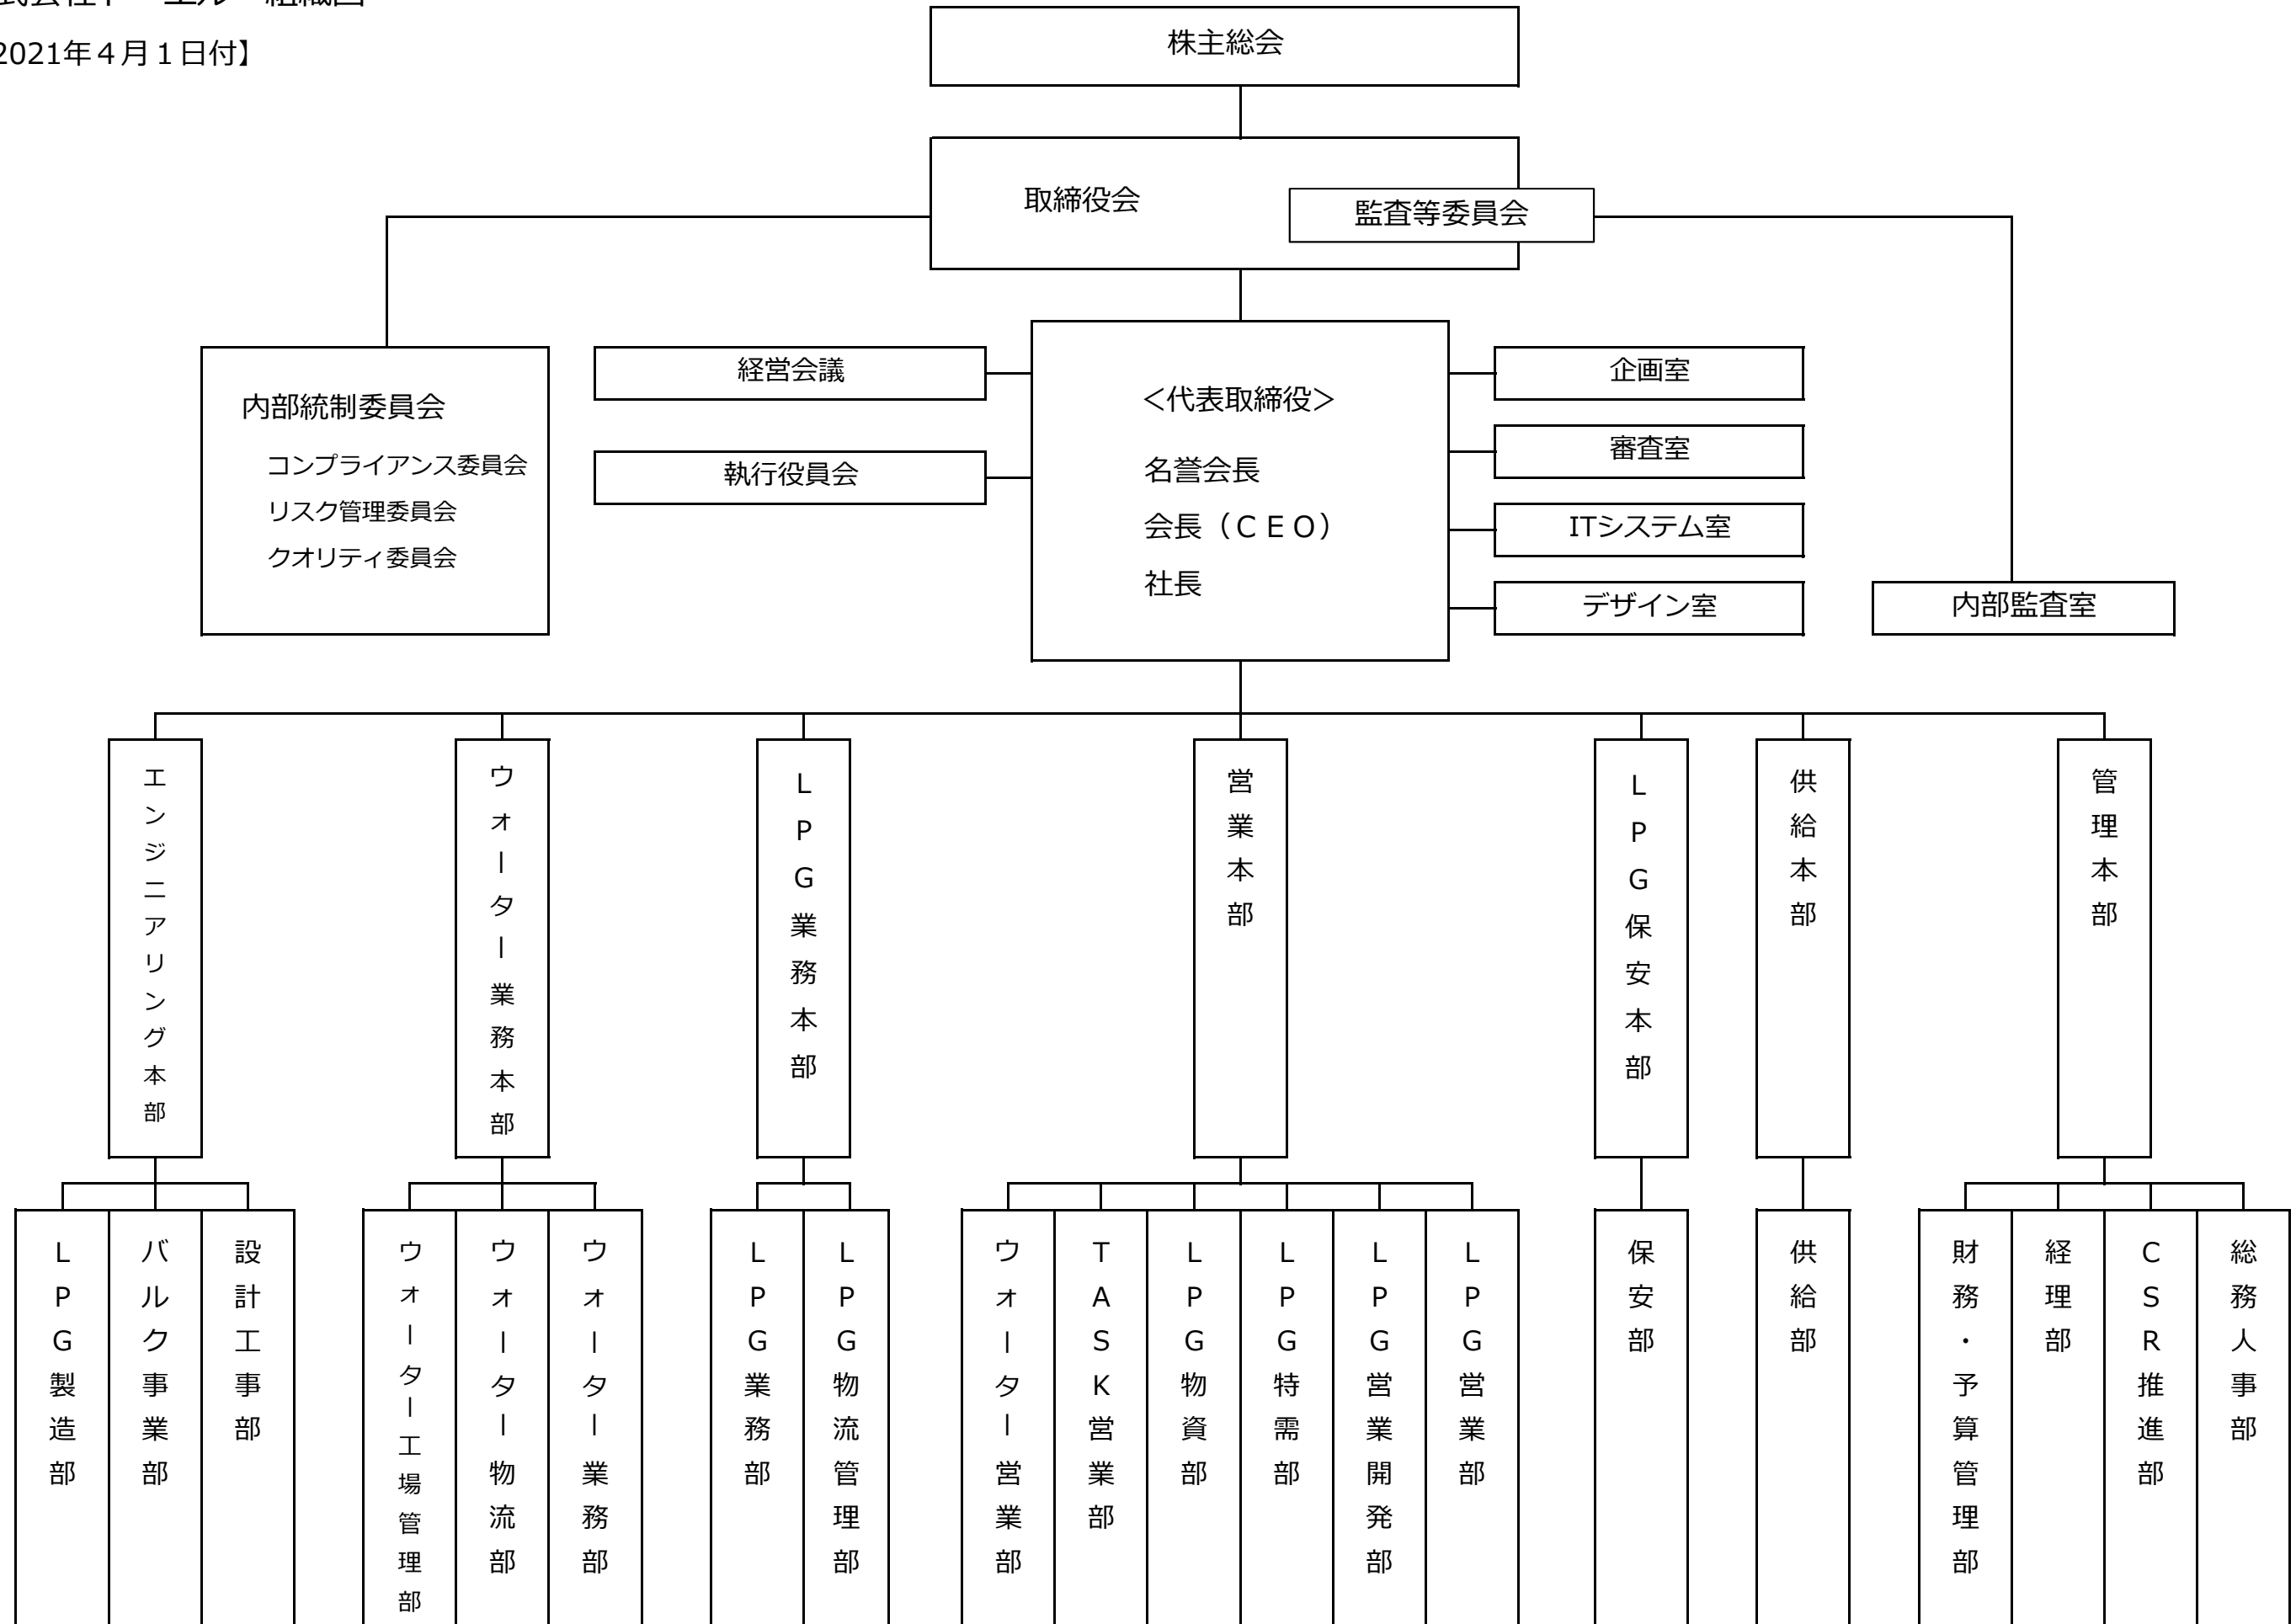 2021年４月１日付】
株主総会
取締役会
監査等委員会
内部統制委員会
コンプライアンス委員会
リスク管理委員会
クオリティ委員会
経営会議
執行役員会
＜代表取締役＞
名誉会長
会長（ＣＥＯ）
社長
企画室
審査室
ITシステム室
デザイン室
内部監査室
エンジニアリング本部
ウォーター業務本部
ＬＰＧ業務本部
営業本部
ＬＰＧ保安本部
供給本部
管理本部
ＬＰＧ製造部
バルク事業部
設計工事部
ウォーター工場管理部
ウォーター物流部
ウォーター業務部
ＬＰＧ業務部
ＬＰＧ物流管理部
ウォーター営業部
ＴＡＳＫ営業部
ＬＰＧ物資部
ＬＰＧ特需部
ＬＰＧ営業開発部
ＬＰＧ営業部
保安部
供給部
財務・予算管理部
経理部
ＣＳＲ推進部
総務人事部